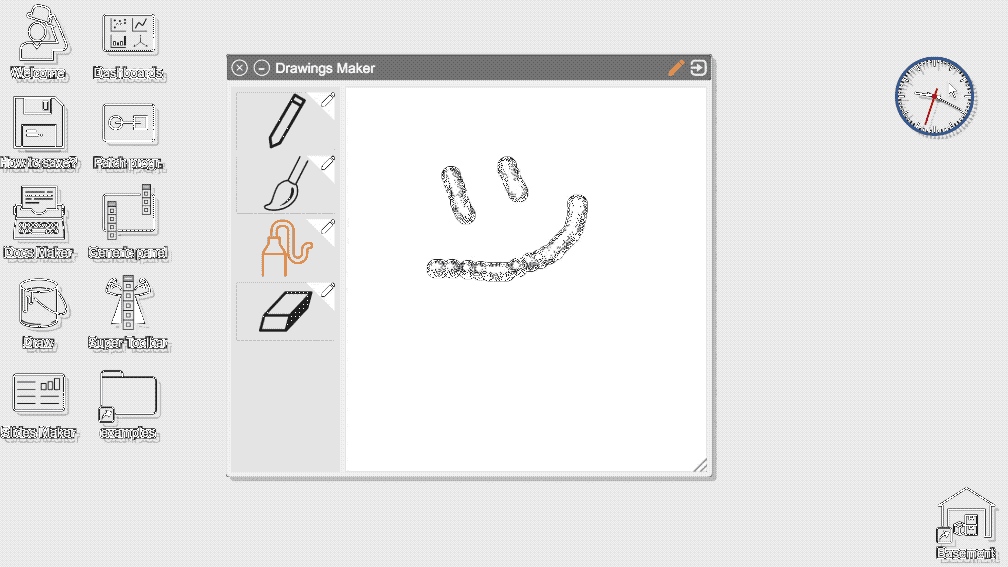 Welcome
Dashboards
How to save?
Patch progr.
Docs Maker
Generic panel
Draw
Super Toolbar
Slides Maker
examples
Drawings Maker
Basement